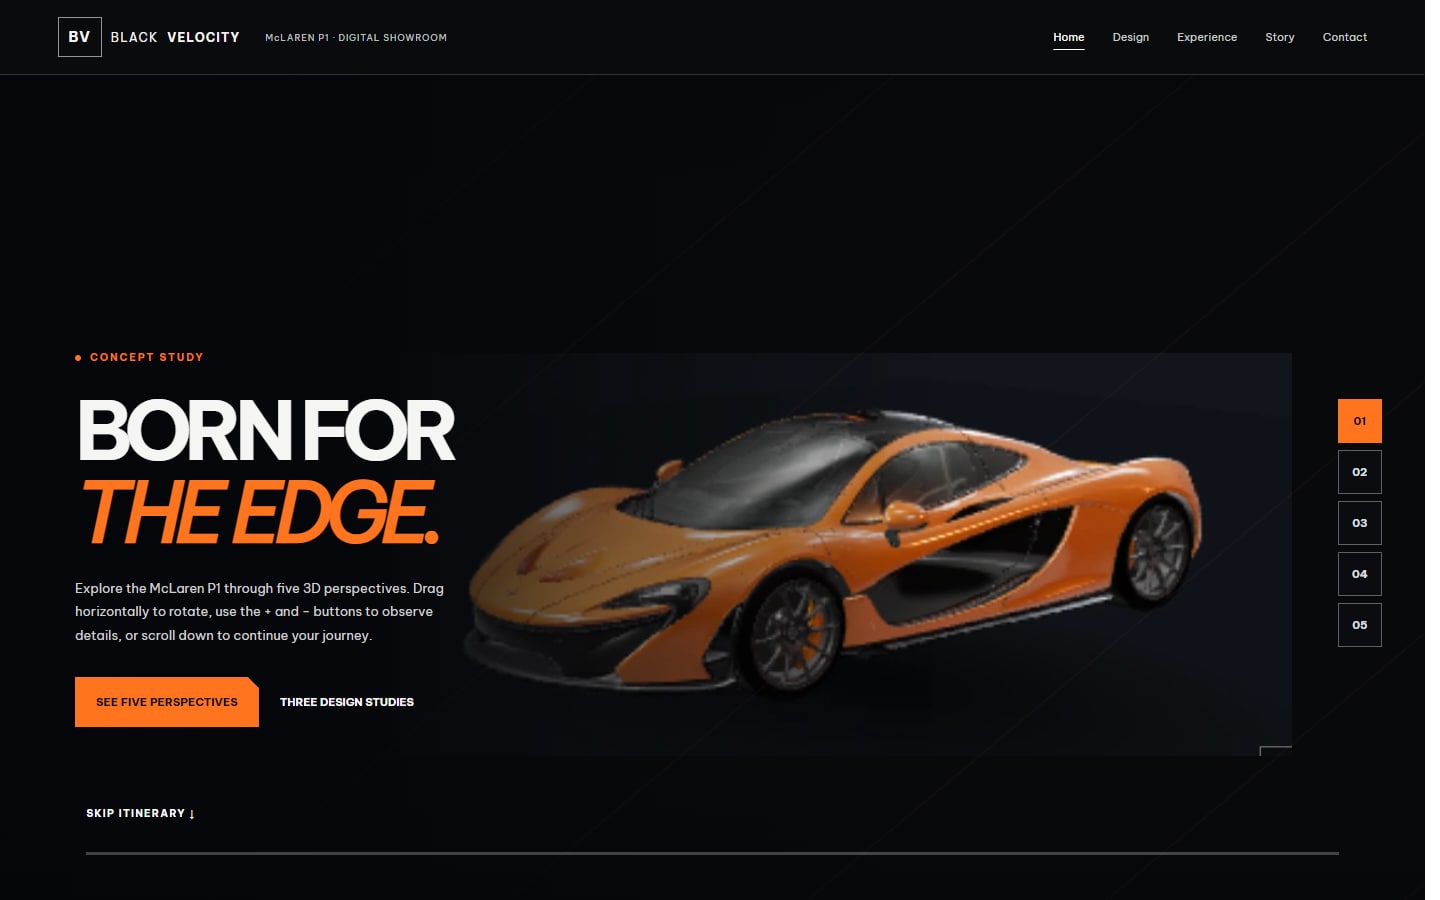 BV BLACK VELOCITY McLAREN P1 · DIGITAL SHOWROOM Home Design Experience Story Contact
CONCEPT STUDY
BORN FOR
THE EDGE.
Explore the McLaren P1 through five 3D perspectives. Drag
horizontally to rotate, use the + and − buttons to observe
details, or scroll down to continue your journey.
SEE FIVE PERSPECTIVES THREE DESIGN STUDIES
01
02
03
04
05
SKIP ITINERARY ↓